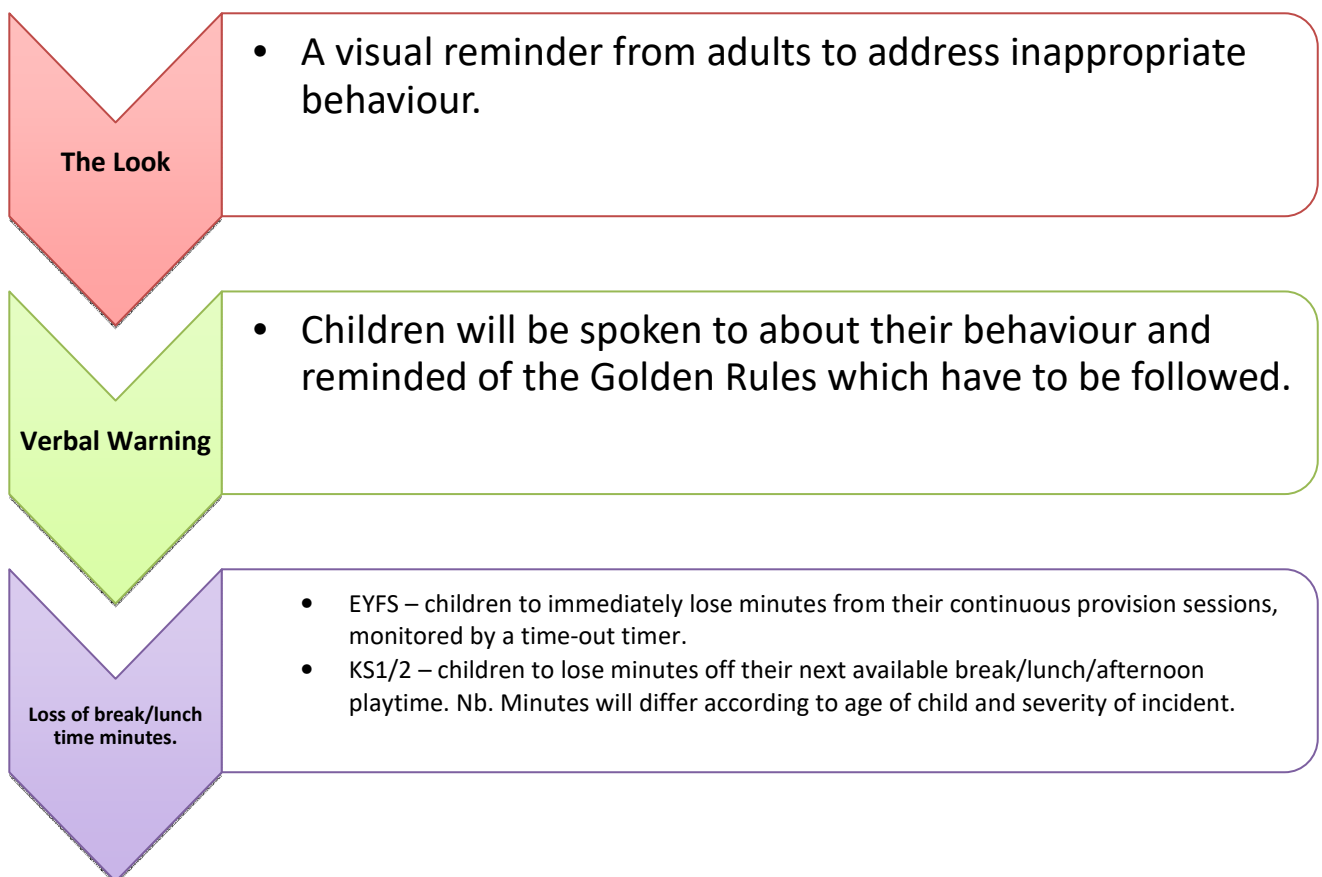 The Look
• A visual reminder from adults to address inappropriate
behaviour.
Verbal Warning
• Children will be spoken to about their behaviour and
reminded of the Golden Rules which have to be followed.
Loss of break/lunch
time minutes.
• EYFS – children to immediately lose minutes from their continuous provision sessions,
monitored by a time-out timer.
• KS1/2 – children to lose minutes off their next available break/lunch/afternoon
playtime. Nb. Minutes will differ according to age of child and severity of incident.